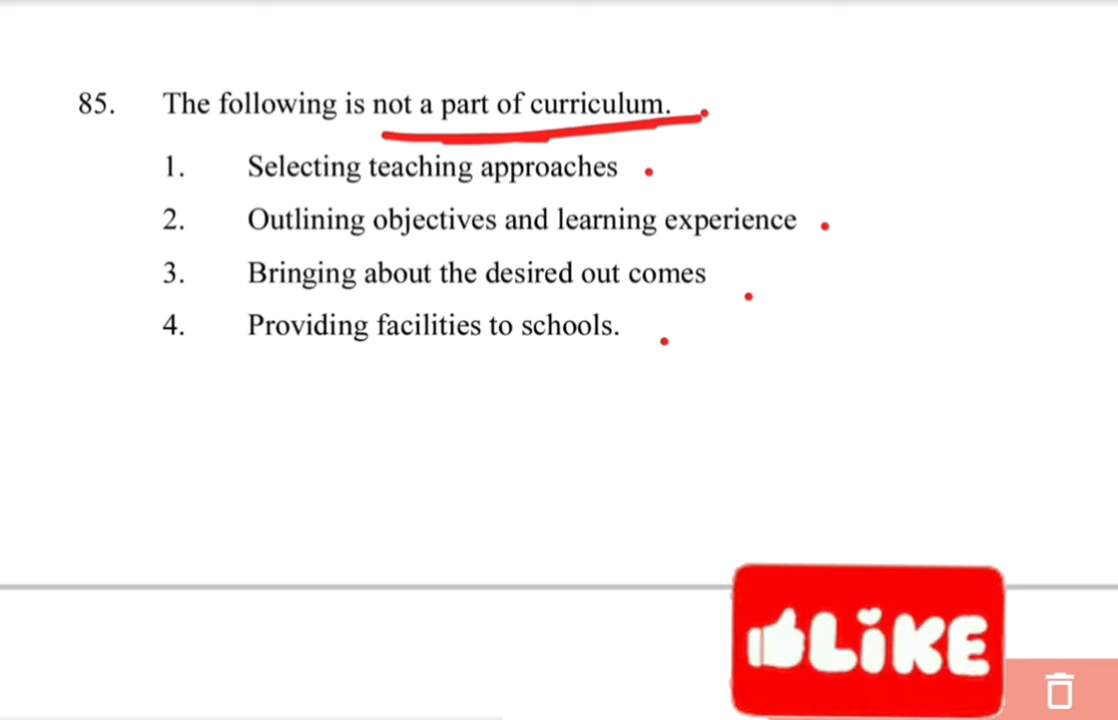 85. The following is not a part of curriculum.
1. Selecting teaching approaches
2. Outlining objectives and learning experience
3. Bringing about the desired out comes
4. Providing facilities to schools.
LiKE